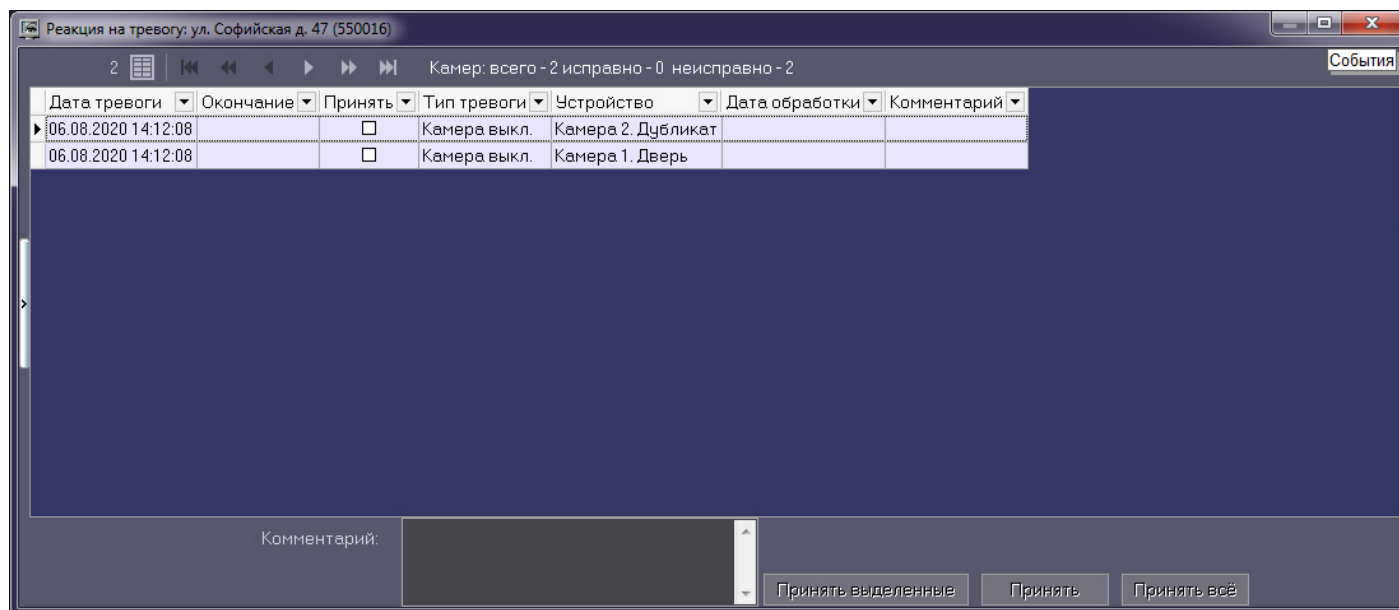 Реакция на тревогу: ул. Софийская д. 47 (550016)
2 Камер: всего - 2 исправно - 0 неисправно - 2 События
Дата тревоги Окончание Принять Тип тревоги Устройство Дата обработки Комментарий
06.08.2020 14:12:08 Камера выкл. Камера 2. Дубликат
06.08.2020 14:12:08 Камера выкл. Камера 1. Дверь
Комментарий:
Принять выделенные Принять Принять всё